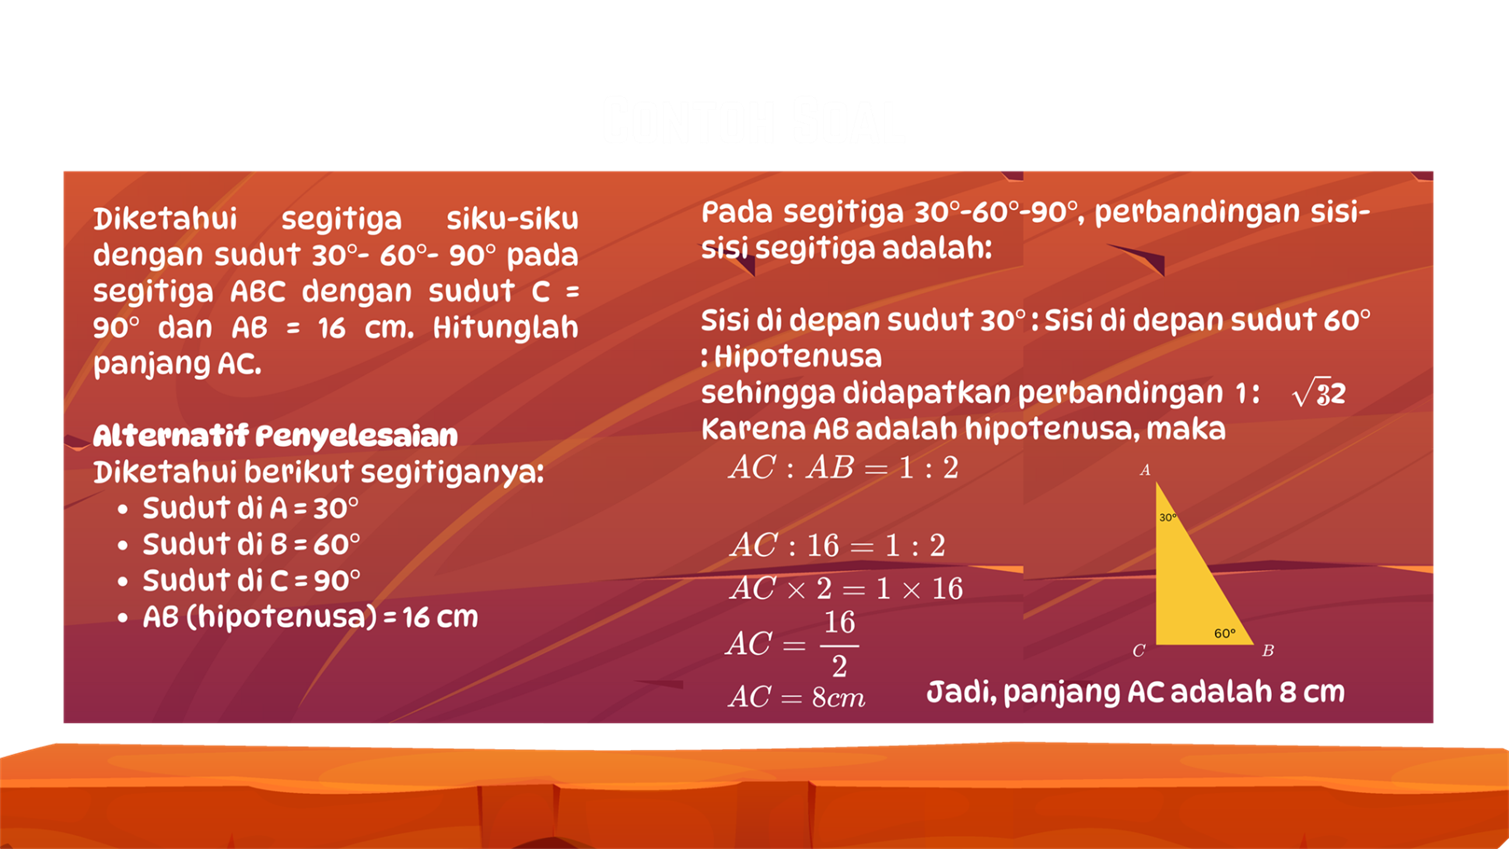 Diketahui segitiga siku-siku
dengan sudut 30°- 60°- 90° pada
segitiga ABC dengan sudut C =
90° dan AB = 16 cm. Hitunglah
panjang AC.
Alternatif Penyelesaian
Diketahui berikut segitiganya:
• Sudut di A = 30°
• Sudut di B = 60°
• Sudut di C = 90°
• AB (hipotenusa) = 16 cm
Pada segitiga 30°-60°-90°, perbandingan sisi-
sisi segitiga adalah:
Sisi di depan sudut 30° : Sisi di depan sudut 60°
: Hipotenusa
sehingga didapatkan perbandingan 1 : √3 2
Karena AB adalah hipotenusa, maka
AC : AB = 1 : 2
AC : 16 = 1 : 2
AC × 2 = 1 × 16
AC = 16/2
AC = 8cm
A
30°
60°
C
B
Jadi, panjang AC adalah 8 cm